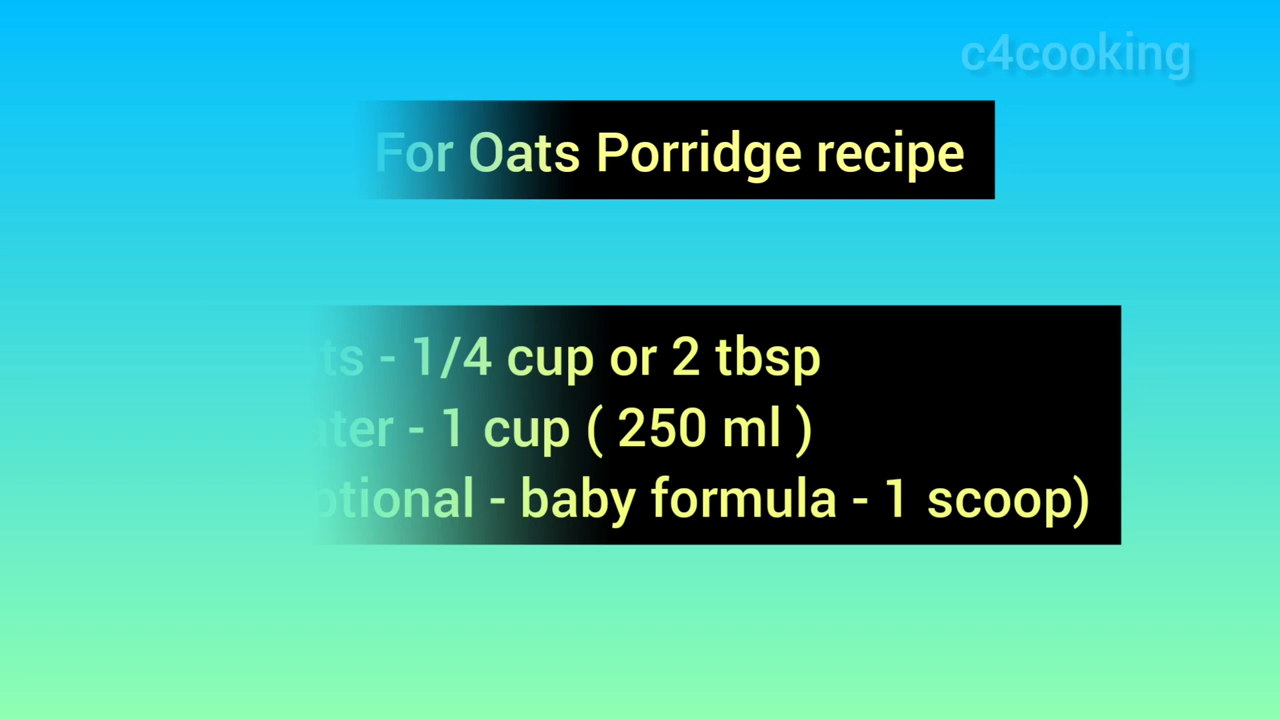 c4cooking
For Oats Porridge recipe
- 1/4 cup or 2 tbsp
- 1 cup ( 250 ml )
- baby formula - 1 scoop)